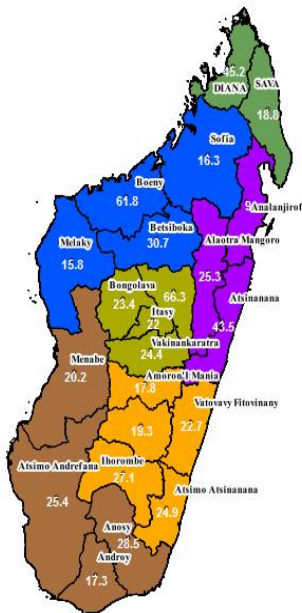 45.2
DIANA
SAVA
18.8
Sofia
16.3
Boeny
61.8
9
Analanjirof
Betsiboka
30.7
Alaotra Mangoro
Melaky
15.8
Bongolava
23.4
66.3
25.3
Itasy
22
Atsinanana
43.5
Vakinankaratra
24.4
Menabe
20.2
Amoron'I Mania
17.8
Vatovavy Fitovinany
22.7
19.3
Ihorombe
27.1
Atsimo Andrefana
25.4
Atsimo Atsinanana
24.9
Anosy
28.5
Androy
17.3